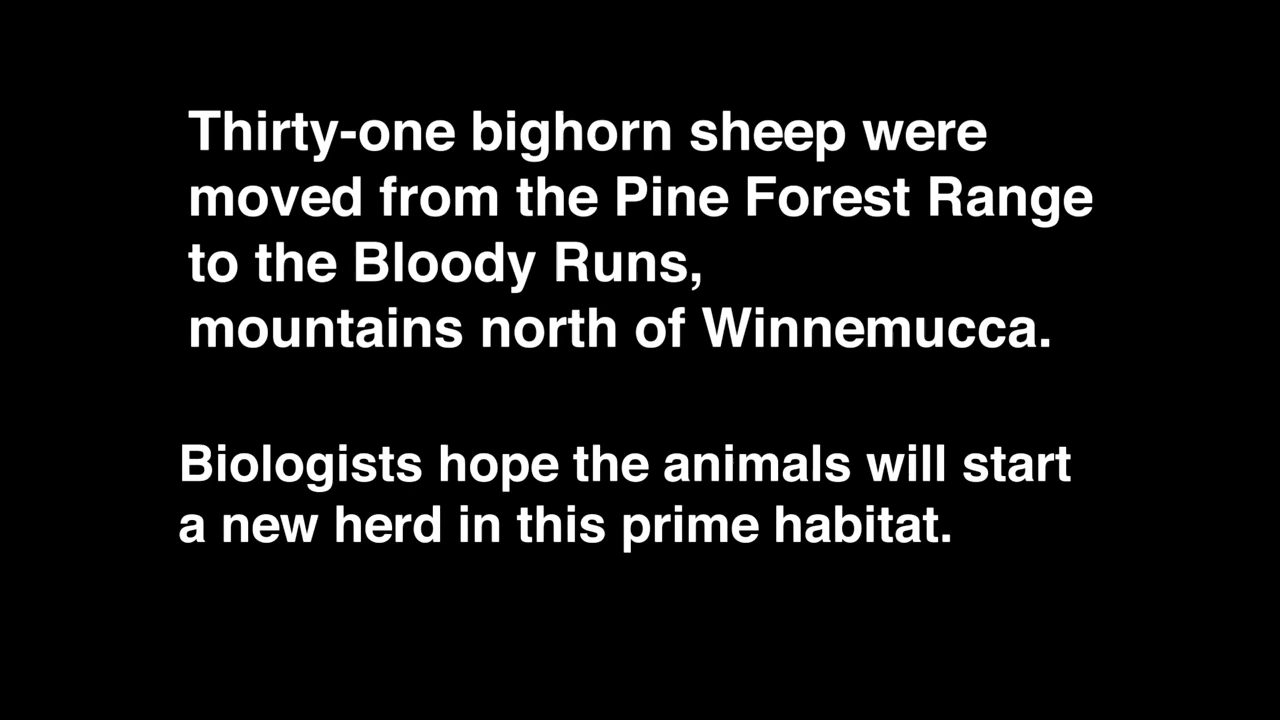 Thirty-one bighorn sheep were
moved from the Pine Forest Range
to the Bloody Runs,
mountains north of Winnemucca.
Biologists hope the animals will start
a new herd in this prime habitat.